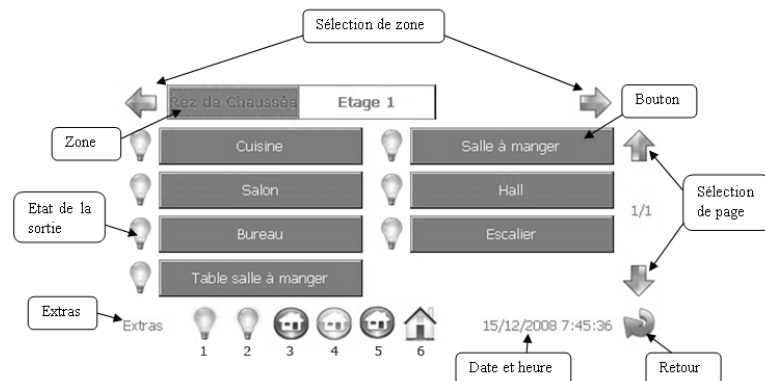 Sélection de zone
Rez de Chaussée
Etage 1
Bouton
Zone
Cuisine
Salle à manger
Salon
Hall
Etat de la
sortie
Sélection
de page
1/1
Bureau
Escalier
Table salle à manger
Extras
Extras
15/12/2008 7:45:36
1 2 3 4 5 6
Date et heure
Retour